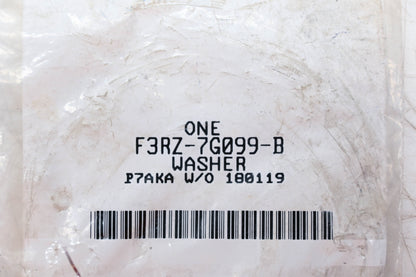 ONE
F3RZ-7G099-B
WASHER
P7AKA W/O 180119